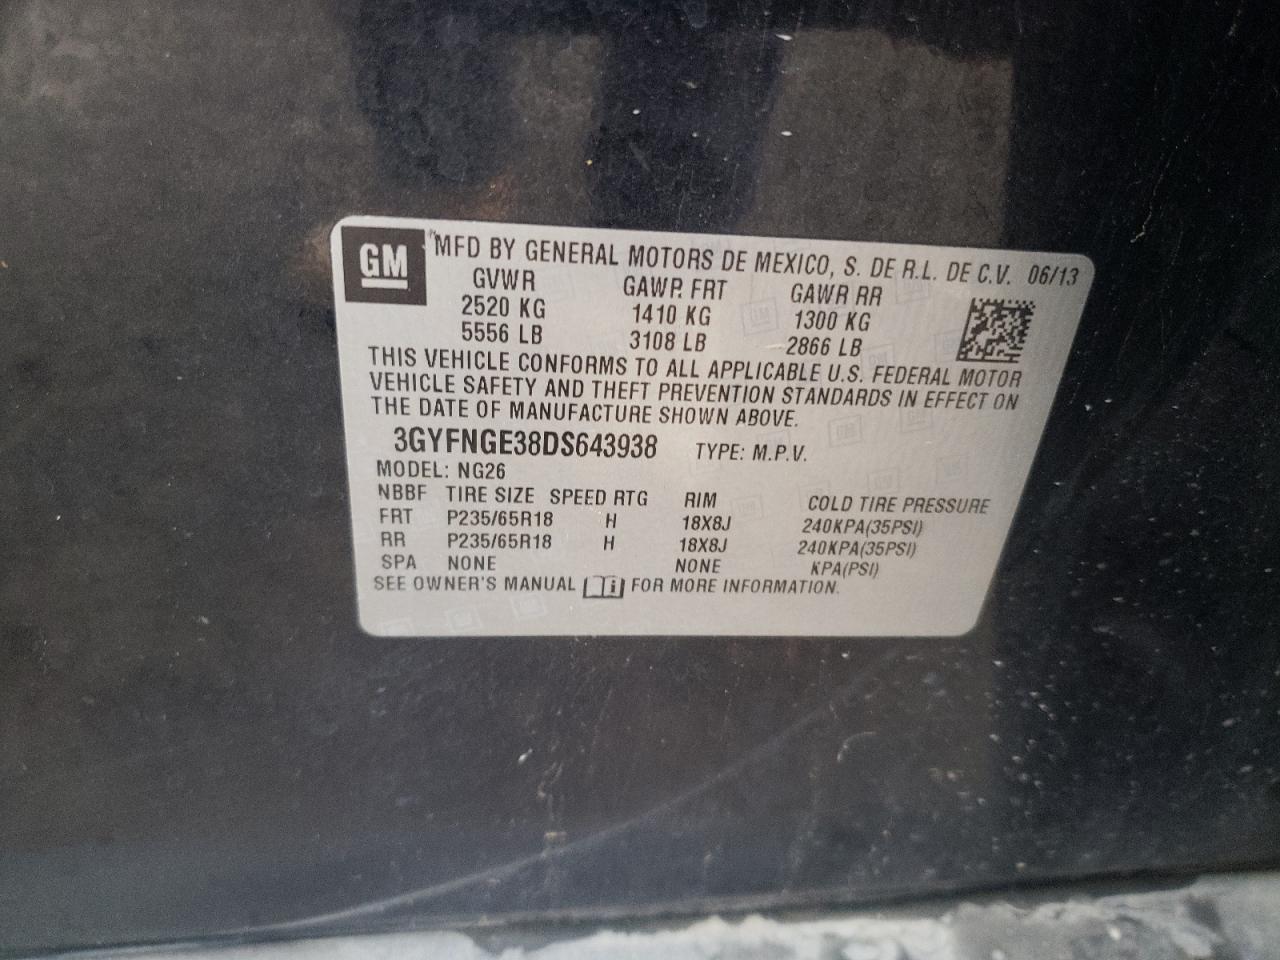 GM MFD BY GENERAL MOTORS DE MEXICO, S. DE R.L. DE C.V. 06/13
GVWR GAWR FRT GAWR RR
2520 KG 1410 KG 1300 KG
5556 LB 3108 LB 2866 LB
THIS VEHICLE CONFORMS TO ALL APPLICABLE U.S. FEDERAL MOTOR
VEHICLE SAFETY AND THEFT PREVENTION STANDARDS IN EFFECT ON
THE DATE OF MANUFACTURE SHOWN ABOVE.
3GYFNGE38DS643938 TYPE: M.P.V.
MODEL: NG26
NBBF TIRE SIZE SPEED RTG RIM COLD TIRE PRESSURE
FRT P235/65R18 H 18X8J 240KPA(35PSI)
RR P235/65R18 H 18X8J 240KPA(35PSI)
SPA NONE NONE KPA(PSI)
SEE OWNER'S MANUAL FOR MORE INFORMATION.